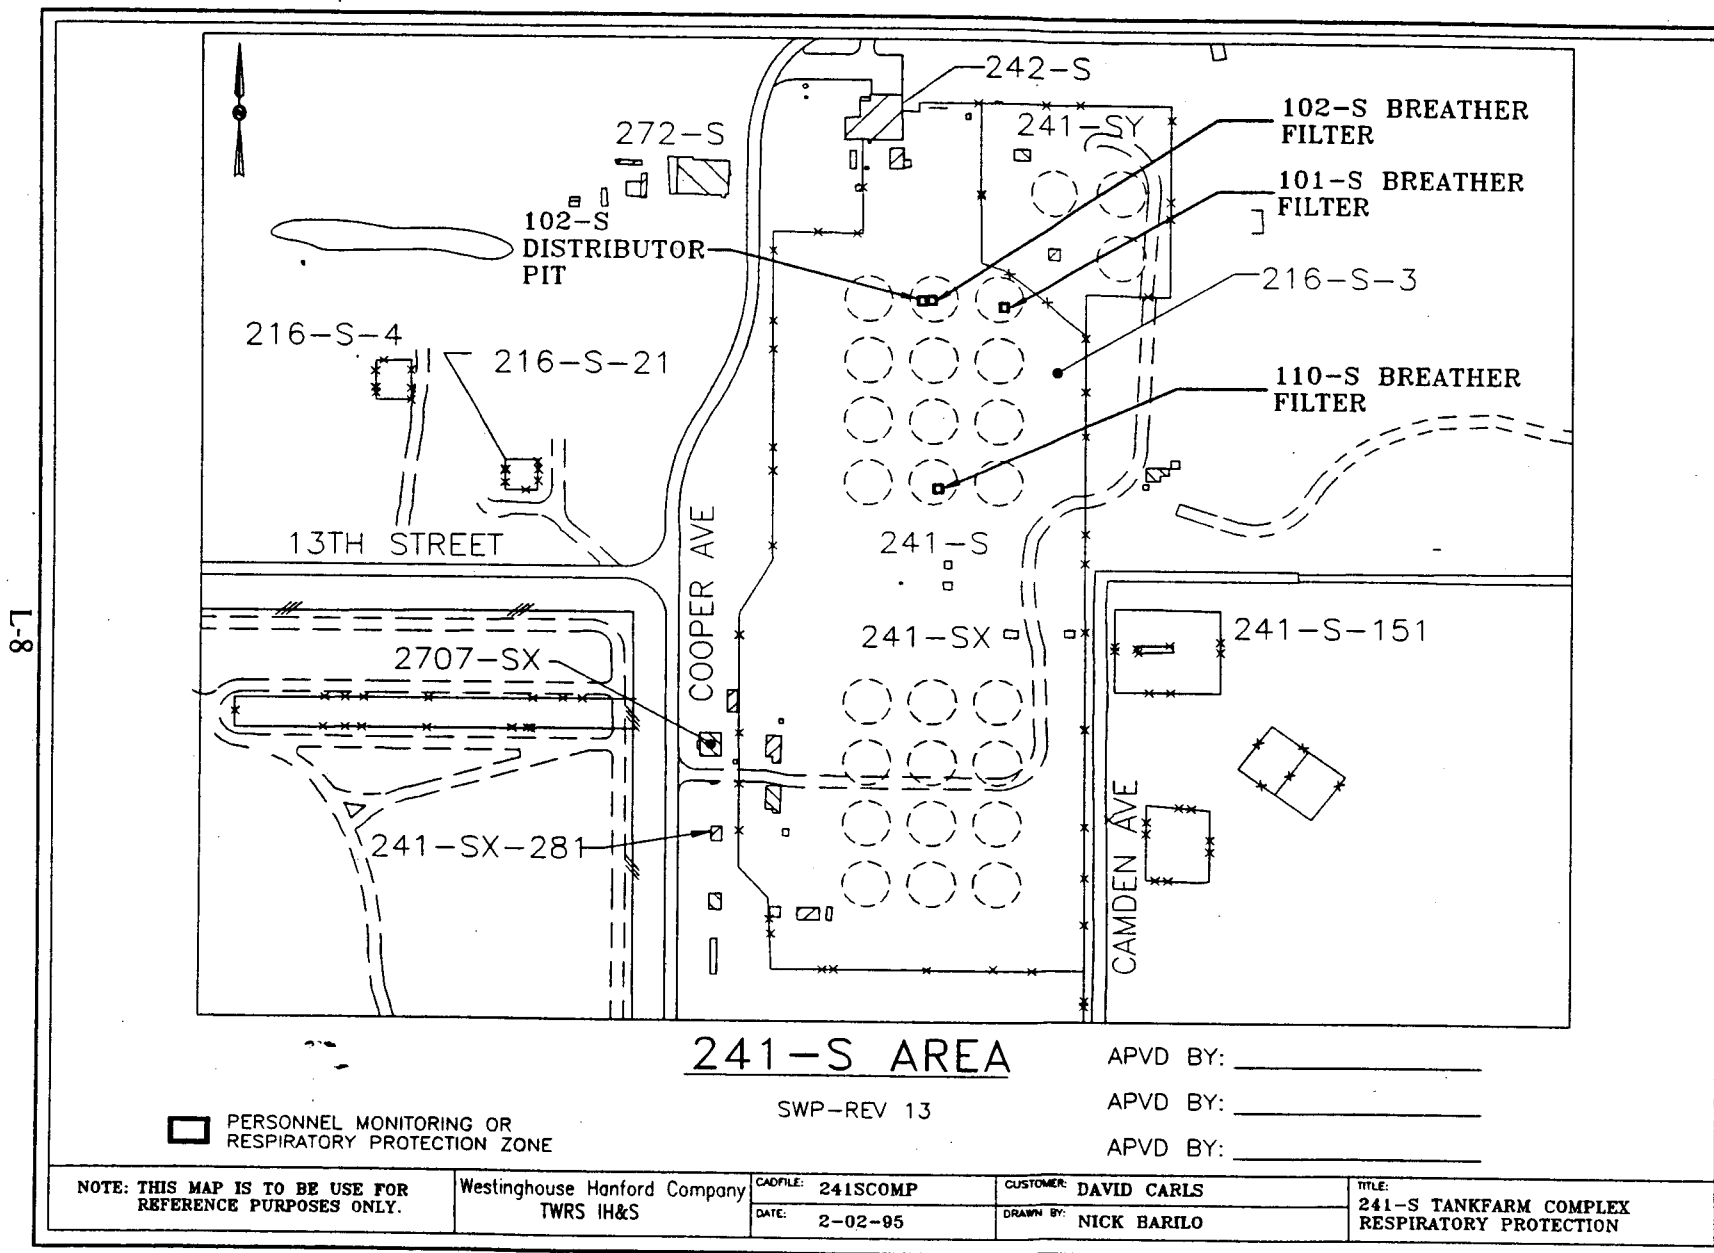 242-S
102-S BREATHER
FILTER
272-S
241-SY
101-S BREATHER
FILTER
102-S
DISTRIBUTOR
PIT
216-S-3
216-S-4
216-S-21
110-S BREATHER
FILTER
13TH STREET
COOPER AVE
241-S
241-SX
241-S-151
2707-SX
241-SX-281
CAMDEN AVE
L-8
241-S AREA
SWP-REV 13
APVD BY:
APVD BY:
APVD BY:
PERSONNEL MONITORING OR
RESPIRATORY PROTECTION ZONE
NOTE: THIS MAP IS TO BE USE FOR
REFERENCE PURPOSES ONLY.
Westinghouse Hanford Company
TWRS IH&S
CADFILE: 241SCOMP
DATE: 2-02-95
CUSTOMER: DAVID CARLS
DRAWN BY: NICK BARILO
TITLE:
241-S TANKFARM COMPLEX
RESPIRATORY PROTECTION